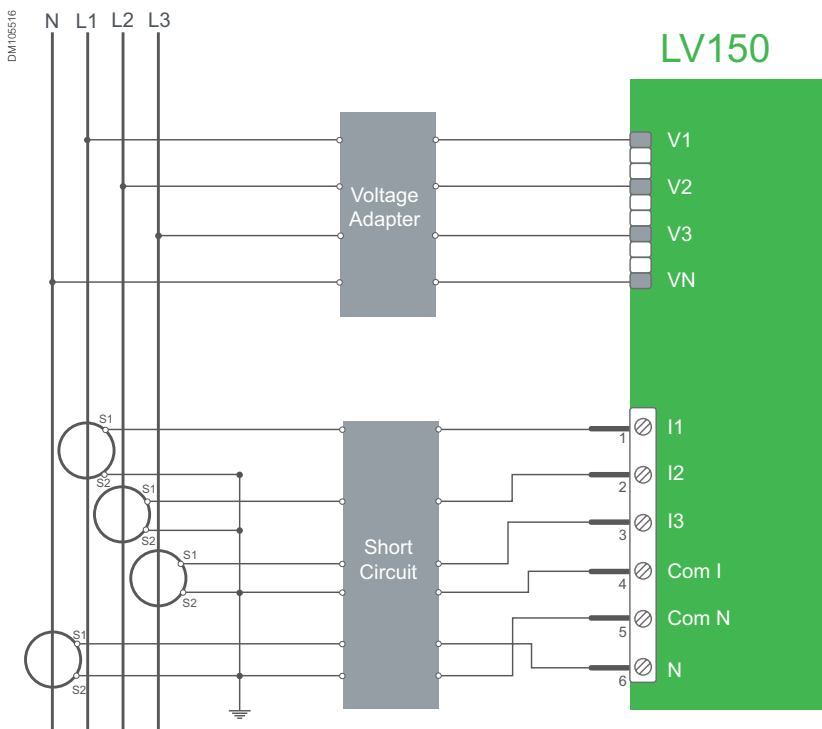 DM105516
N L1 L2 L3
LV150
Voltage
Adapter
V1
V2
V3
VN
S1
S2
S1
S2
S1
S2
S1
S2
Short
Circuit
1 I1
2 I2
3 I3
4 Com I
5 Com N
6 N